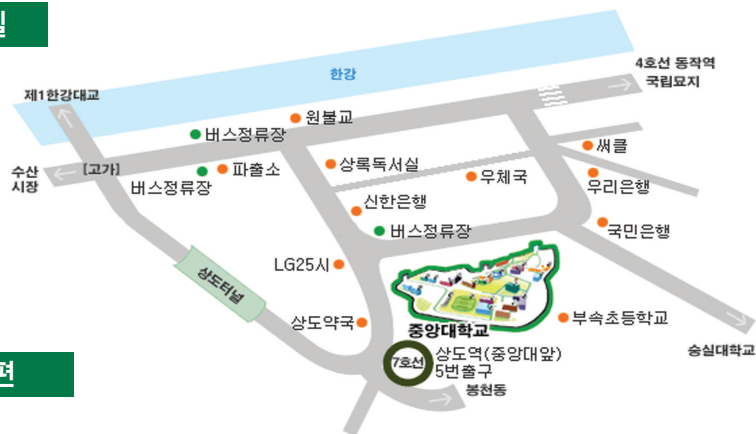 한강
4호선 동작역
국립묘지
제1한강대교
원불교
버스정류장
수산
시장
[고가]
버스정류장
파출소
상록독서실
우체국
써클
우리은행
신한은행
버스정류장
국민은행
LG25시
상도터널
상도약국
중앙대학교
부속초등학교
숭실대학교
7호선
상도역(중앙대앞)
5번출구
봉천동
편